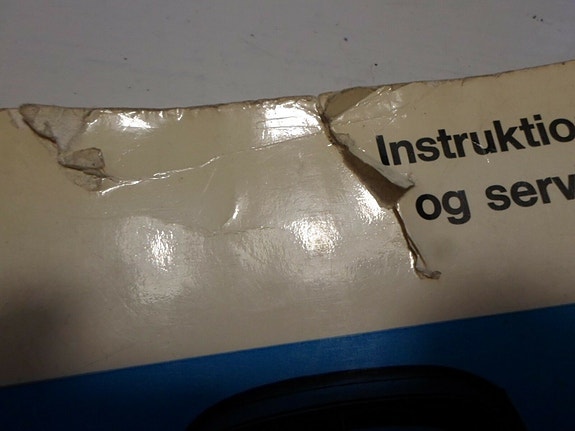 Instruktio
og serv